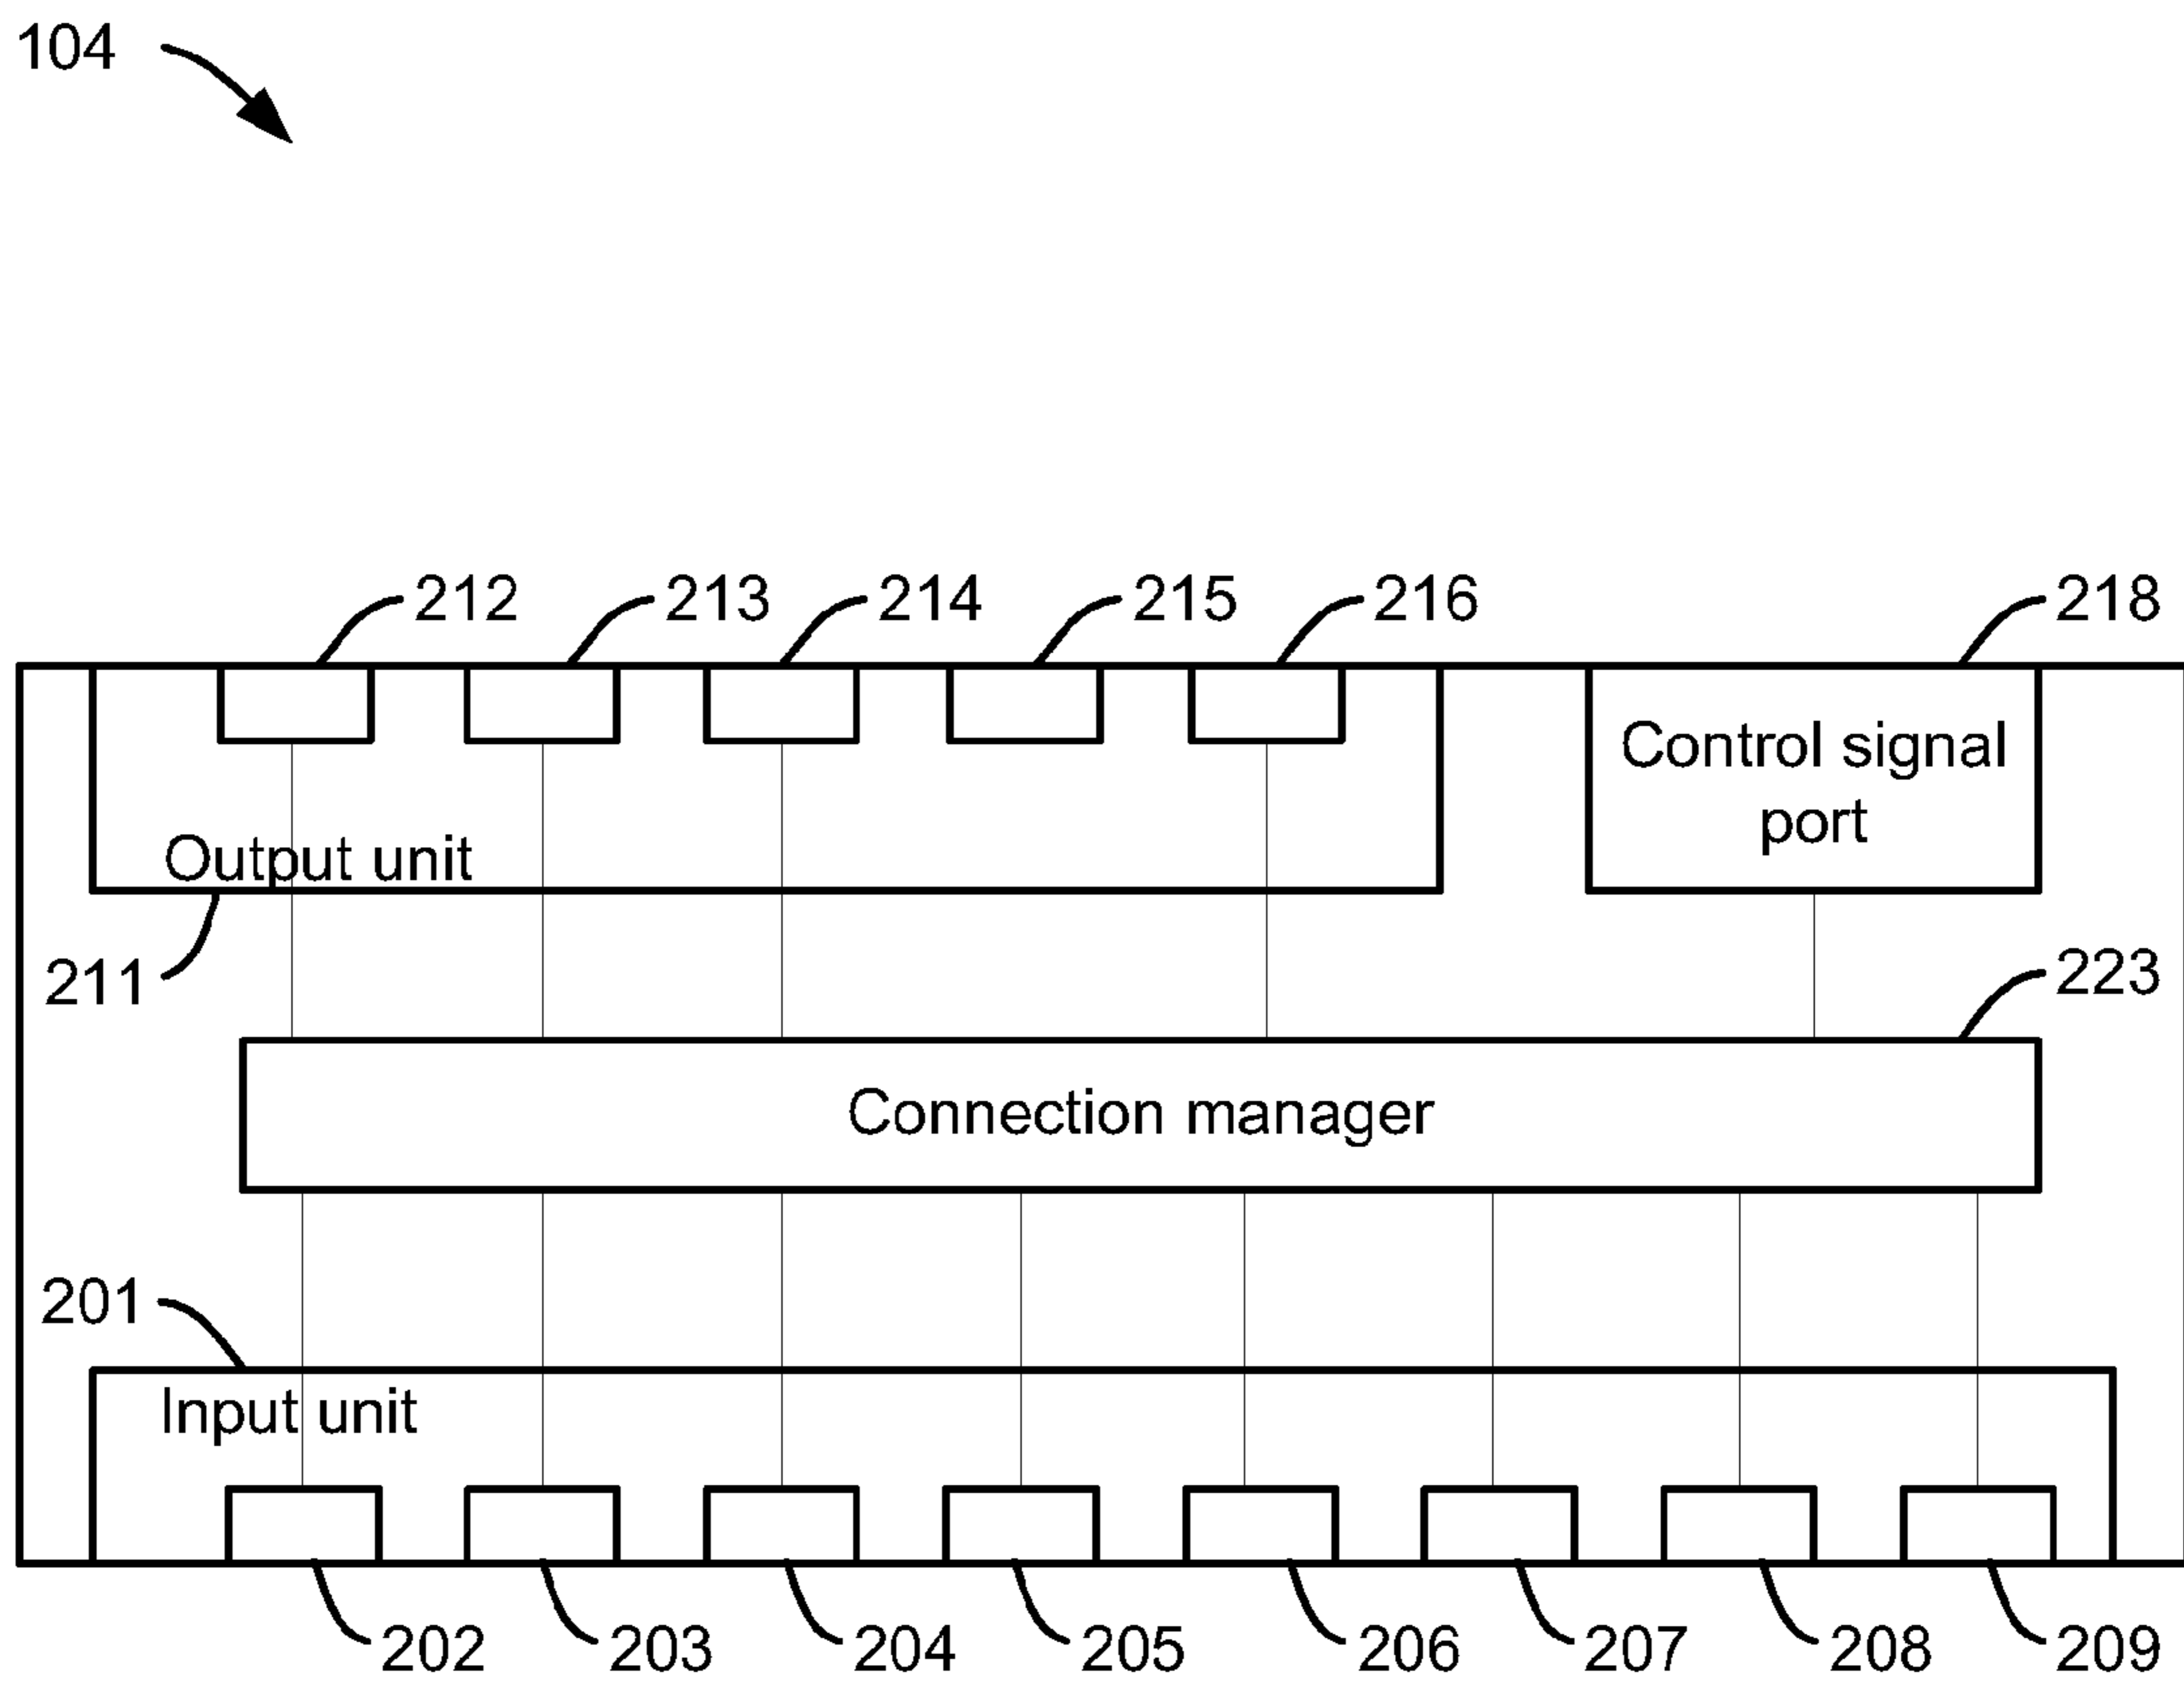 104
212 213 214 215 216 218
Control signal
port
Output unit
211
223
Connection manager
201
Input unit
202 203 204 205 206 207 208 209